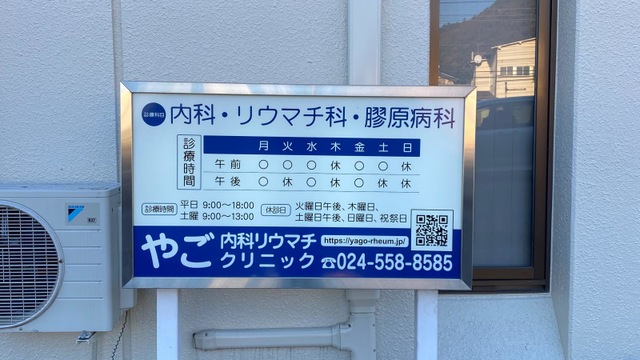 診療科目 内科・リウマチ科・膠原病科
診療時間 月 火 水 木 金 土 日
午前 ○ ○ ○ 休 ○ ○ 休
午後 ○ 休 ○ 休 ○ 休 休
診療時間 平日 9:00〜18:00
土曜 9:00〜13:00
休診日 火曜日午後、木曜日、
土曜日午後、日曜日、祝祭日
やご 内科リウマチ
クリニック
https://yago-rheum.jp/
☎024-558-8585
DAIKIN